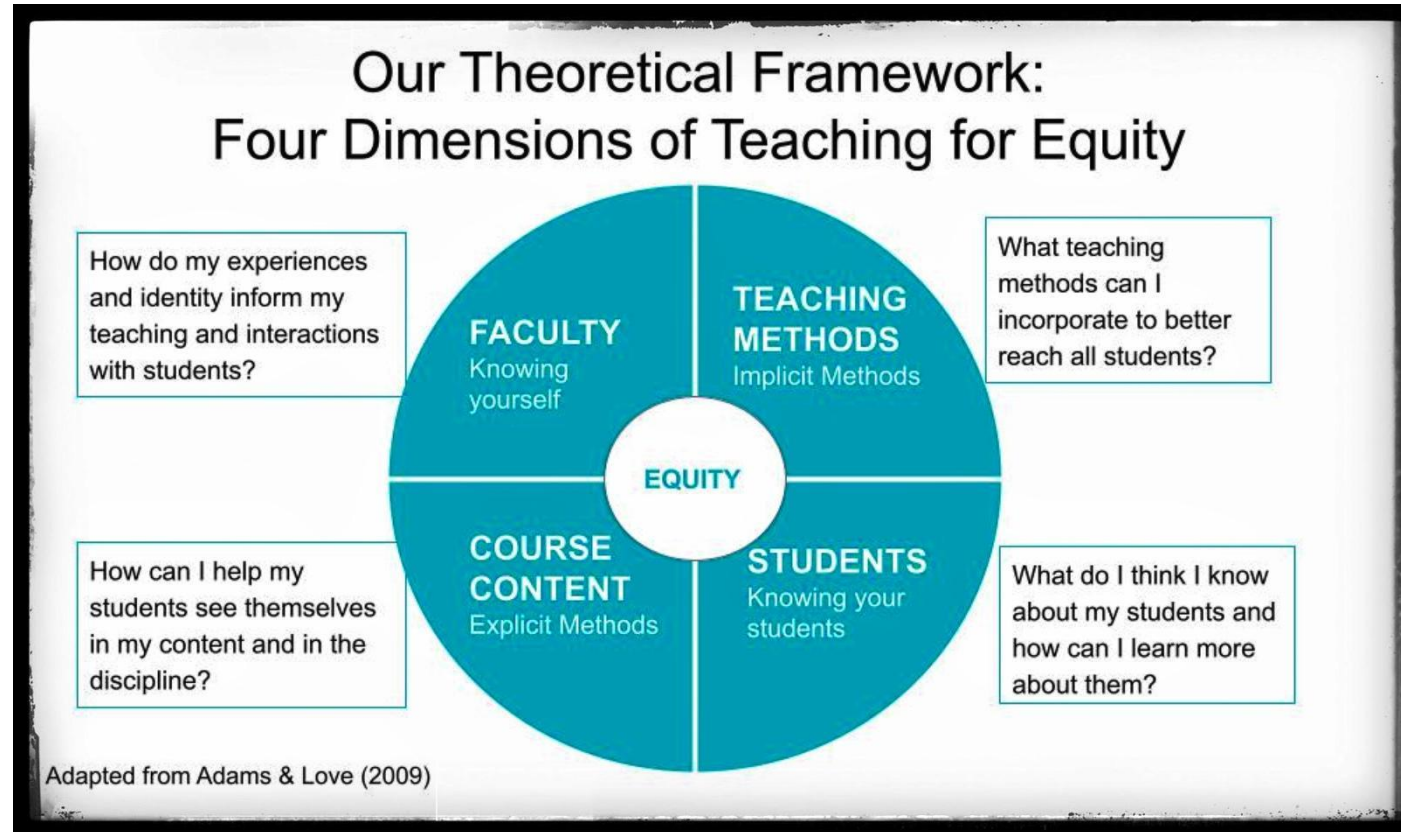 Our Theoretical Framework:
Four Dimensions of Teaching for Equity
How do my experiences
and identity inform my
teaching and interactions
with students?
FACULTY
Knowing
yourself
TEACHING
METHODS
Implicit Methods
What teaching
methods can I
incorporate to better
reach all students?
EQUITY
How can I help my
students see themselves
in my content and in the
discipline?
COURSE
CONTENT
Explicit Methods
STUDENTS
Knowing your
students
What do I think I know
about my students and
how can I learn more
about them?
Adapted from Adams & Love (2009)